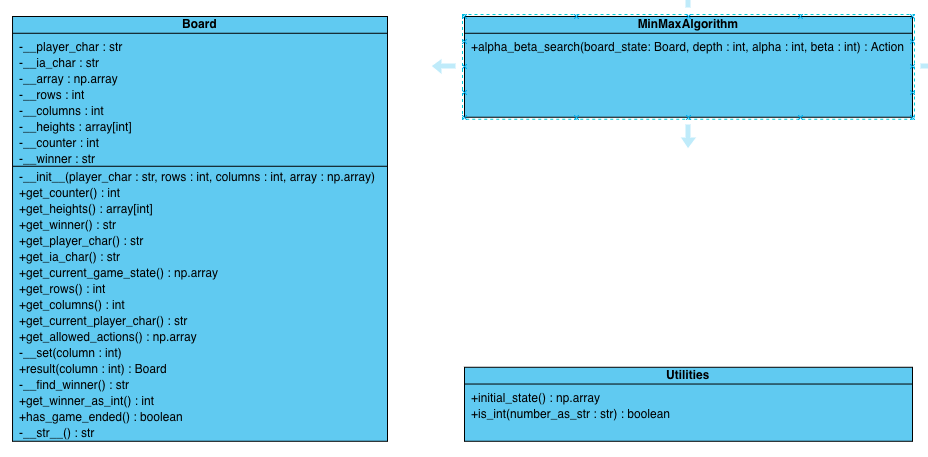 Board
-__player_char : str
-__ia_char : str
-__array : np.array
-__rows : int
-__columns : int
-__heights : array[int]
-__counter : int
-__winner : str
-__init__(player_char : str, rows : int, columns : int, array : np.array)
+get_counter() : int
+get_heights() : array[int]
+get_winner() : str
+get_player_char() : str
+get_ia_char() : str
+get_current_game_state() : np.array
+get_rows() : int
+get_columns() : int
+get_current_player_char() : str
+get_allowed_actions() : np.array
-__set(column : int)
+result(column : int) : Board
-__find_winner() : str
+get_winner_as_int() : int
+has_game_ended() : boolean
-__str__() : str
MinMaxAlgorithm
+alpha_beta_search(board_state: Board, depth : int, alpha : int, beta : int) : Action
Utilities
+initial_state() : np.array
+is_int(number_as_str : str) : boolean